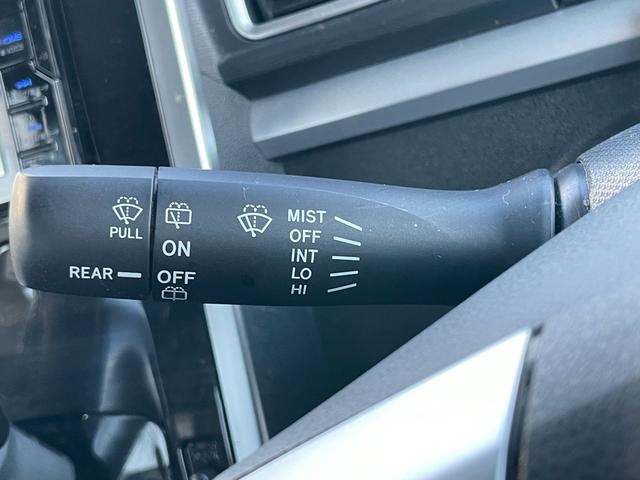 PULL
REAR
ON
OFF
MIST
OFF
INT
LO
HI